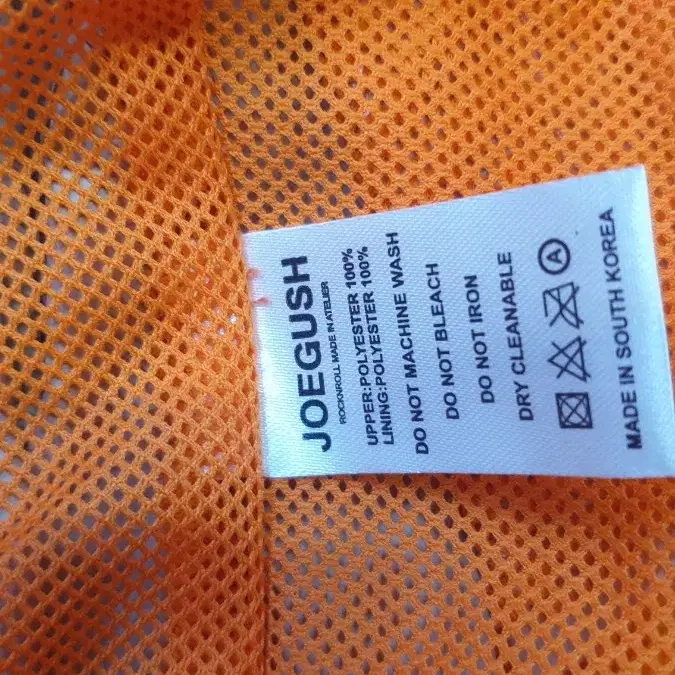 JOEGUSH
ROCKNROLL MADE IN ATELIER
UPPER:POLYESTER 100%
LINING:POLYESTER 100%
DO NOT MACHINE WASH
DO NOT BLEACH
DO NOT IRON
DRY CLEANABLE
A
MADE IN SOUTH KOREA